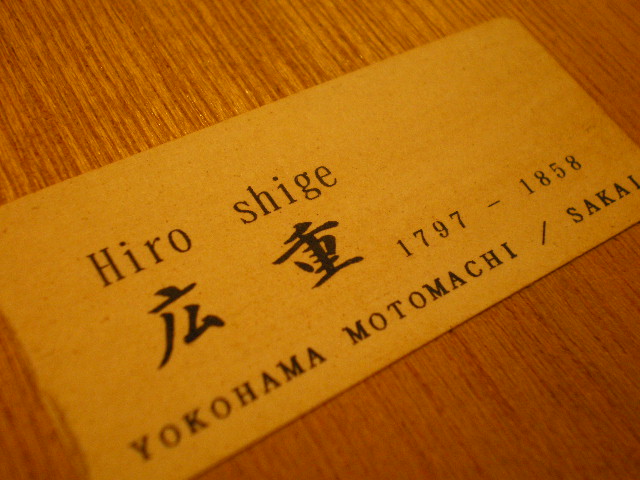 Hiro shige
広重 1797 - 1858
YOKOHAMA MOTOMACHI / SAKAI